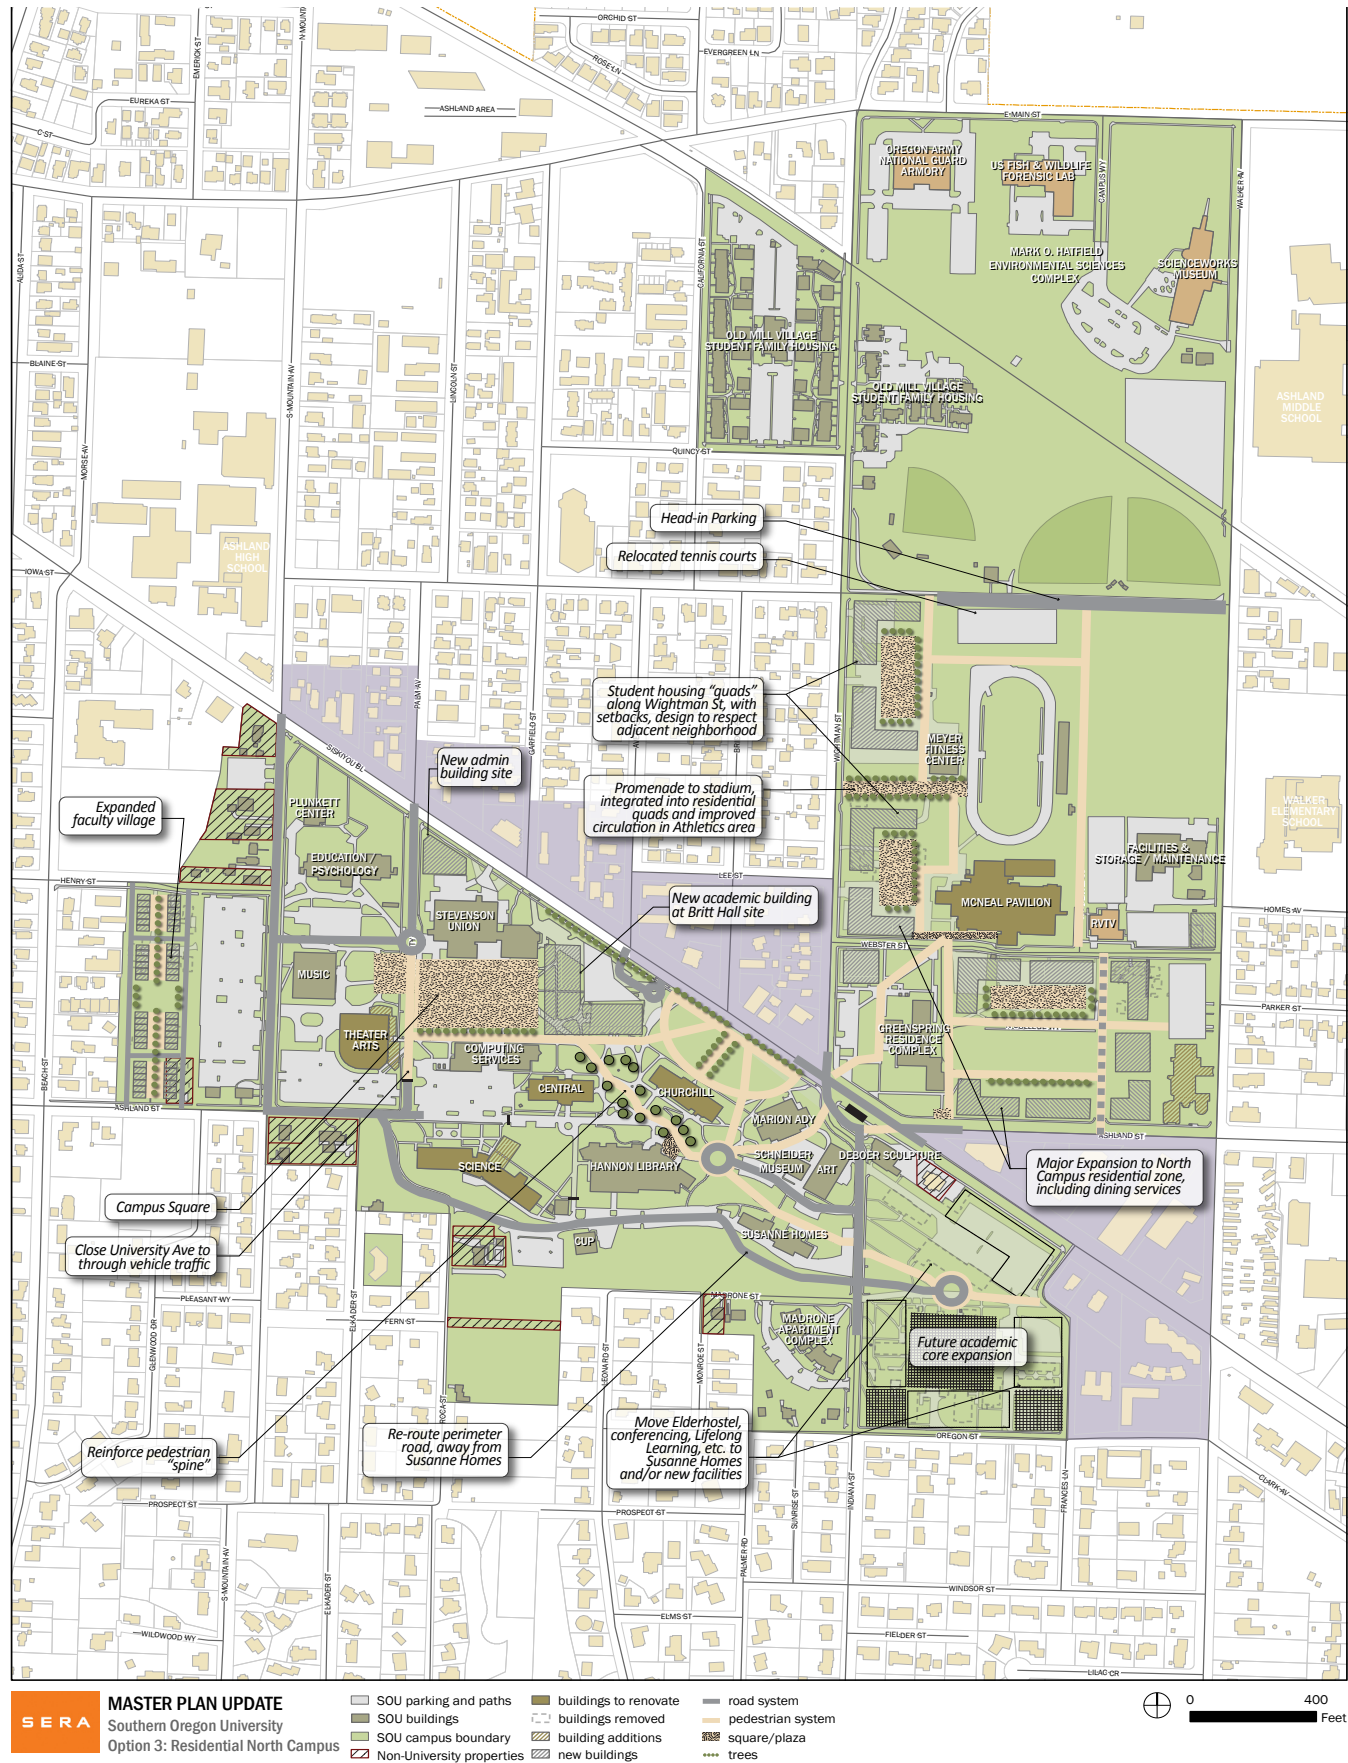 ORCHID ST
EMERICK ST
N MOUNT
ROSE LN
EVERGREEN LN
EUREKA ST
ASHLAND AREA
C ST
E MAIN ST
OREGON ARMY
NATIONAL GUARD
ARMORY
US FISH & WILDLIFE
FORENSIC LAB
CAMPUS WY
WALKER AV
ALIDA ST
CALIFORNIA ST
MARK O. HATFIELD
ENVIRONMENTAL SCIENCES
COMPLEX
SCIENCEWORKS
MUSEUM
OLD MILL VILLAGE
STUDENT FAMILY HOUSING
BLAINE ST
S MOUNTAIN AV
LINCOLN ST
OLD MILL VILLAGE
STUDENT FAMILY HOUSING
ASHLAND
MIDDLE
SCHOOL
MORSE AV
QUINCY ST
Head-in Parking
Relocated tennis courts
ASHLAND
HIGH
SCHOOL
IOWA ST
Student housing "quads"
along Wightman St, with
setbacks, design to respect
adjacent neighborhood
PALM AV
GARFIELD ST
WIGHTMAN ST
SISKIYOU BL
MEYER
FITNESS
CENTER
New admin
building site
Promenade to stadium,
integrated into residential
quads and improved
circulation in Athletics area
Expanded
faculty village
PLUNKETT
CENTER
WALKER
ELEMENTARY
SCHOOL
EDUCATION /
PSYCHOLOGY
FACILITIES &
STORAGE / MAINTENANCE
HENRY ST
LEE ST
New academic building
at Britt Hall site
STEVENSON
UNION
MCNEAL PAVILION
RVTV
HOMES AV
WEBSTER ST
MUSIC
PARKER ST
THEATER
ARTS
GREENSPRING
RESIDENCE
COMPLEX
COMPUTING
SERVICES
BEACH ST
CENTRAL
CHURCHILL
ASHLAND ST
MARION ADY
ASHLAND ST
SCIENCE
HANNON LIBRARY
SCHNEIDER
MUSEUM
ART
DEBOER SCULPTURE
Major Expansion to North
Campus residential zone,
including dining services
Campus Square
CUP
SUSANNE HOMES
Close University Ave to
through vehicle traffic
PLEASANT WY
MADRONE ST
ELKADER ST
FERN ST
MADRONE
APARTMENT
COMPLEX
Future academic
core expansion
GLENWOOD DR
LEONARD ST
MONROE ST
ROCA ST
Reinforce pedestrian
"spine"
Re-route perimeter
road, away from
Susanne Homes
Move Elderhostel,
conferencing, Lifelong
Learning, etc. to
Susanne Homes
and/or new facilities
OREGON ST
PROSPECT ST
PROSPECT ST
SUNRISE ST
INDIANA ST
FRANCES LN
CLARK AV
S MOUNTAIN AV
ELKADER ST
PALMER RD
WINDSOR ST
ELMS ST
WILDWOOD WY
FIELDER ST
LILAC CR
SERA
MASTER PLAN UPDATE
Southern Oregon University
Option 3: Residential North Campus
SOU parking and paths
SOU buildings
SOU campus boundary
Non-University properties
buildings to renovate
buildings removed
building additions
new buildings
road system
pedestrian system
square/plaza
trees
0 400
Feet